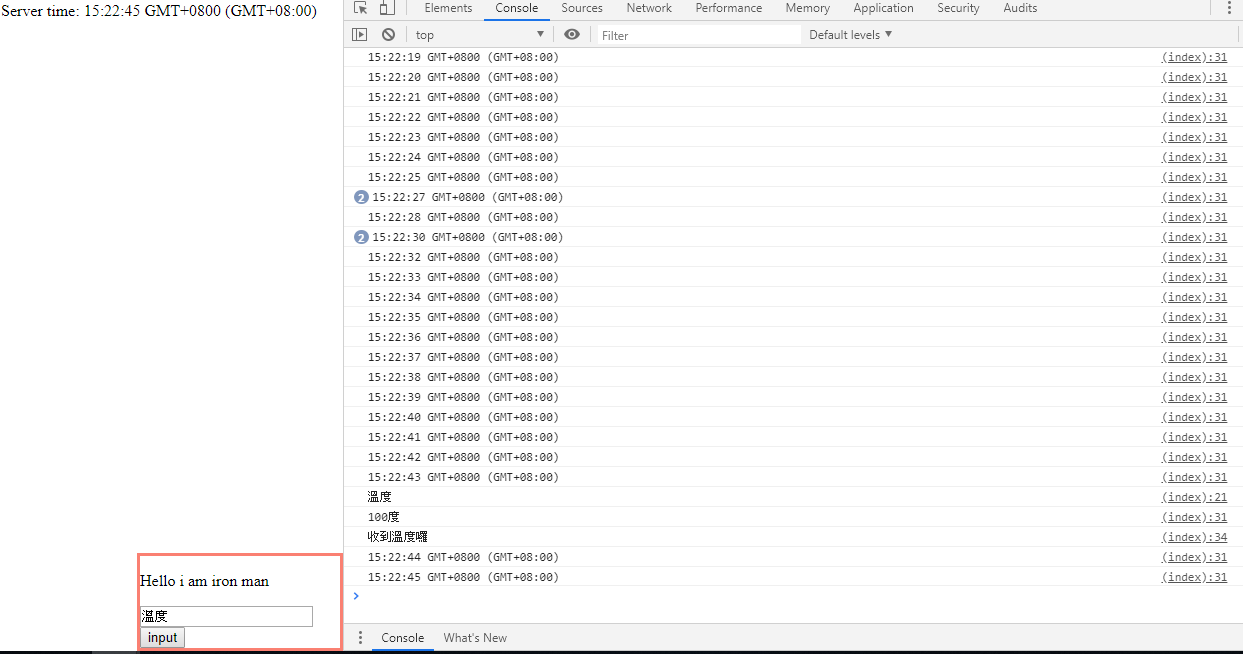 Server time: 15:22:45 GMT+0800 (GMT+08:00)
Elements Console Sources Network Performance Memory Application Security Audits
top Filter Default levels
15:22:19 GMT+0800 (GMT+08:00) (index):31
15:22:20 GMT+0800 (GMT+08:00) (index):31
15:22:21 GMT+0800 (GMT+08:00) (index):31
15:22:22 GMT+0800 (GMT+08:00) (index):31
15:22:23 GMT+0800 (GMT+08:00) (index):31
15:22:24 GMT+0800 (GMT+08:00) (index):31
15:22:25 GMT+0800 (GMT+08:00) (index):31
2 15:22:27 GMT+0800 (GMT+08:00) (index):31
15:22:28 GMT+0800 (GMT+08:00) (index):31
2 15:22:30 GMT+0800 (GMT+08:00) (index):31
15:22:32 GMT+0800 (GMT+08:00) (index):31
15:22:33 GMT+0800 (GMT+08:00) (index):31
15:22:34 GMT+0800 (GMT+08:00) (index):31
15:22:35 GMT+0800 (GMT+08:00) (index):31
15:22:36 GMT+0800 (GMT+08:00) (index):31
15:22:37 GMT+0800 (GMT+08:00) (index):31
15:22:38 GMT+0800 (GMT+08:00) (index):31
15:22:39 GMT+0800 (GMT+08:00) (index):31
15:22:40 GMT+0800 (GMT+08:00) (index):31
15:22:41 GMT+0800 (GMT+08:00) (index):31
15:22:42 GMT+0800 (GMT+08:00) (index):31
15:22:43 GMT+0800 (GMT+08:00) (index):31
溫度 (index):21
100度 (index):31
收到溫度囉 (index):34
15:22:44 GMT+0800 (GMT+08:00) (index):31
15:22:45 GMT+0800 (GMT+08:00) (index):31
Hello i am iron man
溫度
input
Console What's New